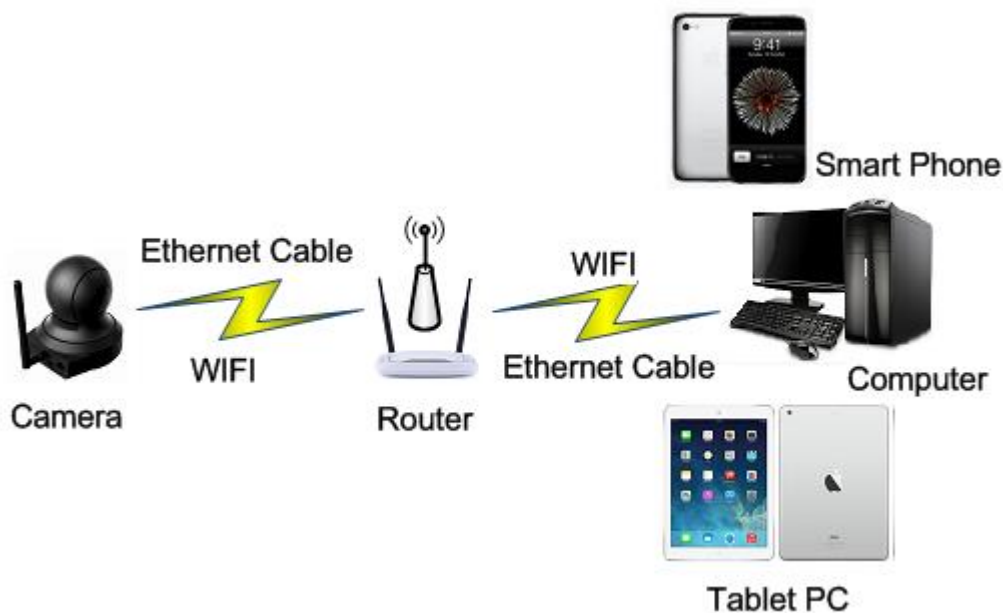 9:41
Smart Phone
Ethernet Cable
WIFI
WIFI
Ethernet Cable
Camera
Router
Computer
Tablet PC